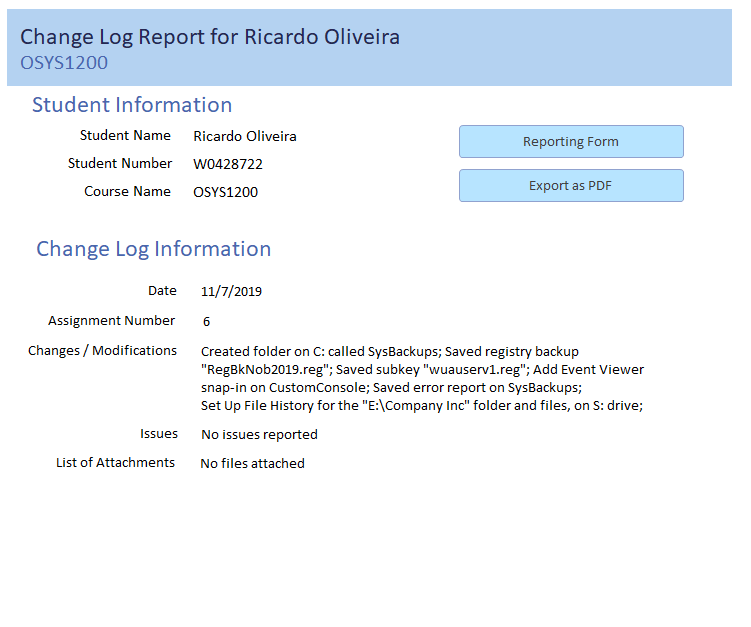 Change Log Report for Ricardo Oliveira
OSYS1200
Student Information
Student Name Ricardo Oliveira
Student Number W0428722
Course Name OSYS1200
Reporting Form
Export as PDF
Change Log Information
Date 11/7/2019
Assignment Number 6
Changes / Modifications Created folder on C: called SysBackups; Saved registry backup
"RegBkNob2019.reg"; Saved subkey "wuauserv1.reg"; Add Event Viewer
snap-in on CustomConsole; Saved error report on SysBackups;
Set Up File History for the "E:\Company Inc" folder and files, on S: drive;
Issues No issues reported
List of Attachments No files attached